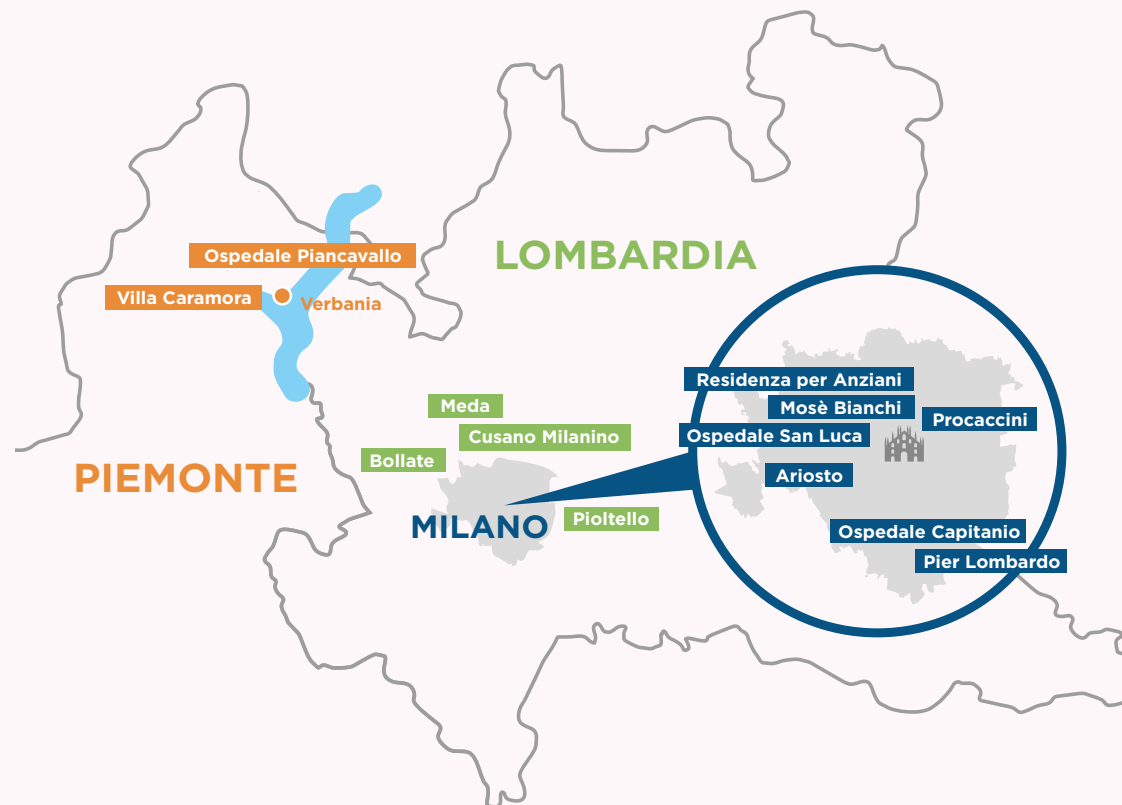 LOMBARDIA
Ospedale Piancavallo
Villa Caramora
Verbania
PIEMONTE
Meda
Cusano Milanino
Bollate
MILANO
Pioltello
Residenza per Anziani
Mosè Bianchi
Procaccini
Ospedale San Luca
Ariosto
Ospedale Capitanio
Pier Lombardo